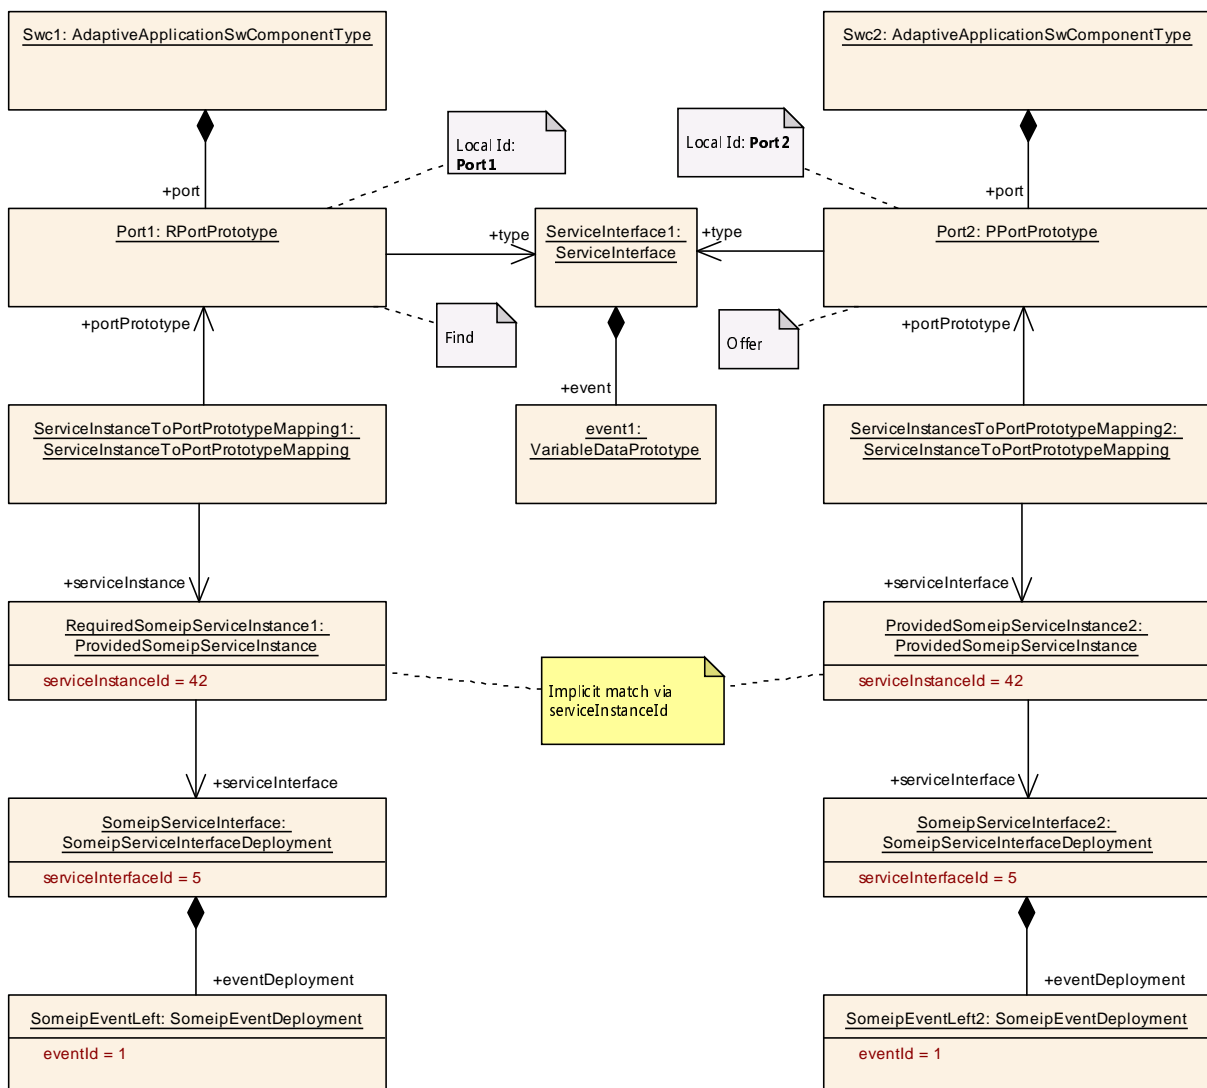 Swc1: AdaptiveApplicationSwComponentType
Swc2: AdaptiveApplicationSwComponentType
Local Id:
Port1
Local Id: Port2
+port
+port
Port1: RPortPrototype
+type
ServiceInterface1:
ServiceInterface
+type
Port2: PPortPrototype
+portPrototype
Find
Offer
+portPrototype
+event
ServiceInstanceToPortPrototypeMapping1:
ServiceInstanceToPortPrototypeMapping
event1:
VariableDataPrototype
ServiceInstancesToPortPrototypeMapping2:
ServiceInstanceToPortPrototypeMapping
+serviceInstance
+serviceInterface
RequiredSomeipServiceInstance1:
ProvidedSomeipServiceInstance
serviceInstanceId = 42
Implicit match via
serviceInstanceId
ProvidedSomeipServiceInstance2:
ProvidedSomeipServiceInstance
serviceInstanceId = 42
+serviceInterface
+serviceInterface
SomeipServiceInterface:
SomeipServiceInterfaceDeployment
serviceInterfaceId = 5
SomeipServiceInterface2:
SomeipServiceInterfaceDeployment
serviceInterfaceId = 5
+eventDeployment
+eventDeployment
SomeipEventLeft: SomeipEventDeployment
eventId = 1
SomeipEventLeft2: SomeipEventDeployment
eventId = 1